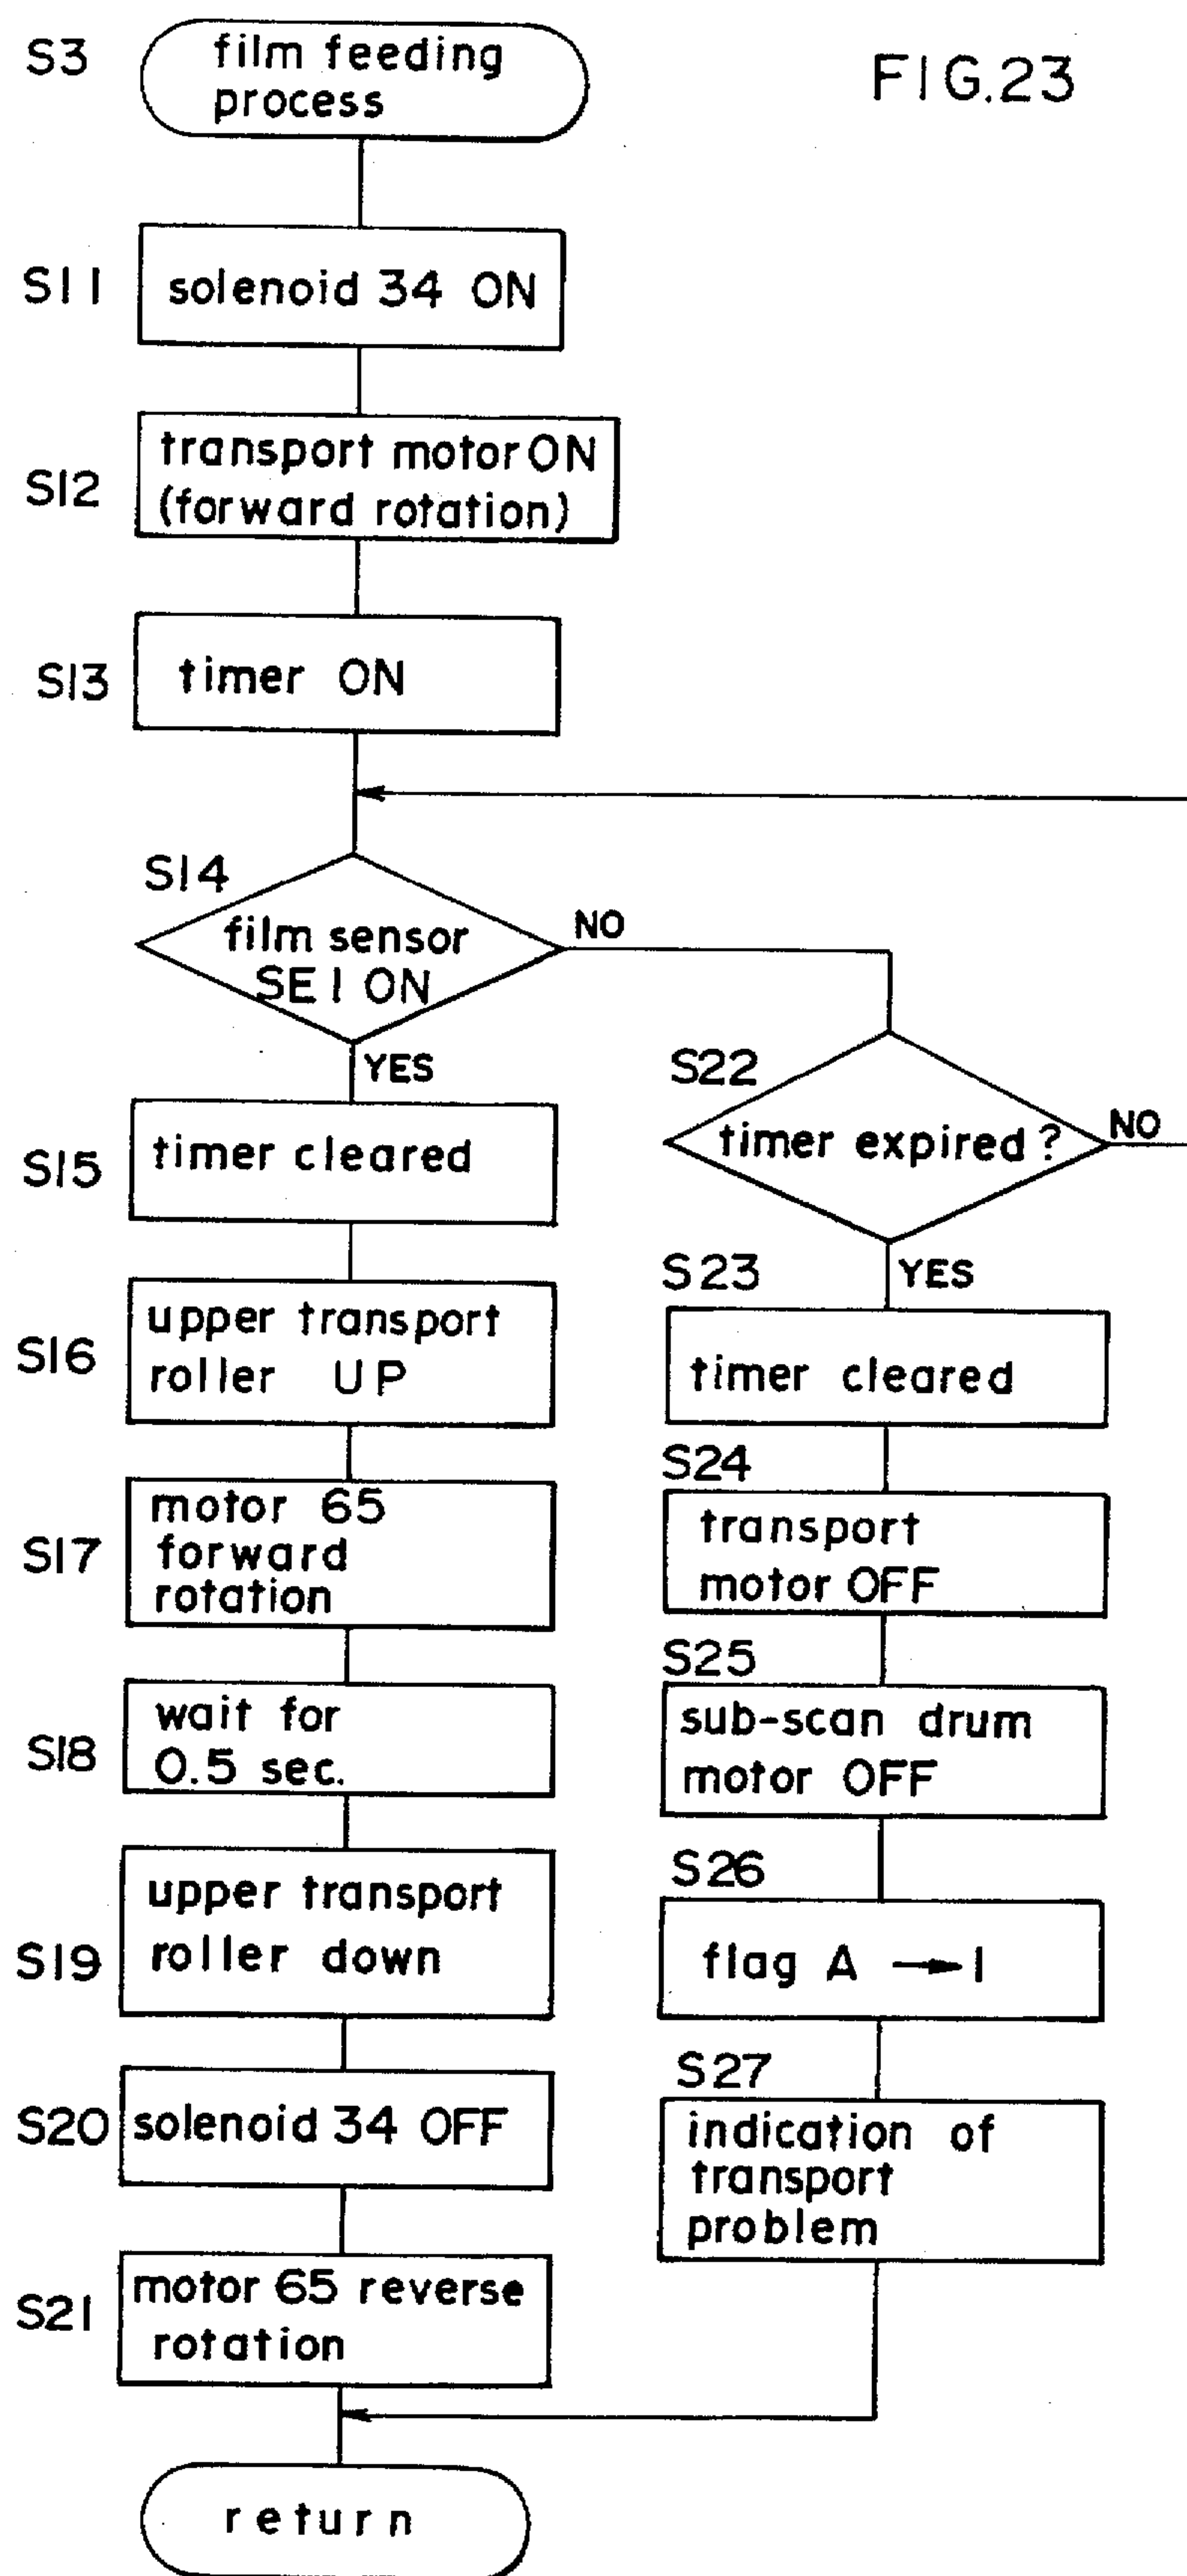 FIG.23
S3
film feeding
process
S11
solenoid 34 ON
S12
transport motor ON
(forward rotation)
S13
timer ON
S14
film sensor
SE1 ON
NO
YES
S15
timer cleared
S16
upper transport
roller UP
S17
motor 65
forward
rotation
S18
wait for
0.5 sec.
S19
upper transport
roller down
S20
solenoid 34 OFF
S21
motor 65 reverse
rotation
S22
timer expired?
NO
YES
S23
timer cleared
S24
transport
motor OFF
S25
sub-scan drum
motor OFF
S26
flag A → 1
S27
indication of
transport
problem
return